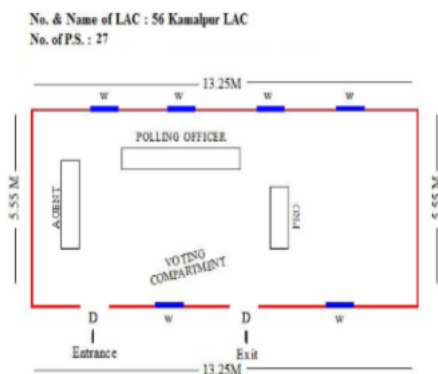 No. & Name of LAC : 56 Kamalpur LAC
No. of P.S. : 27
13.25M
w w w w
POLLING OFFICER
5.55 M
AGENT
PRO
5.55 M
VOTING
COMPARTMENT
D w D w
Entrance Exit
13.25M